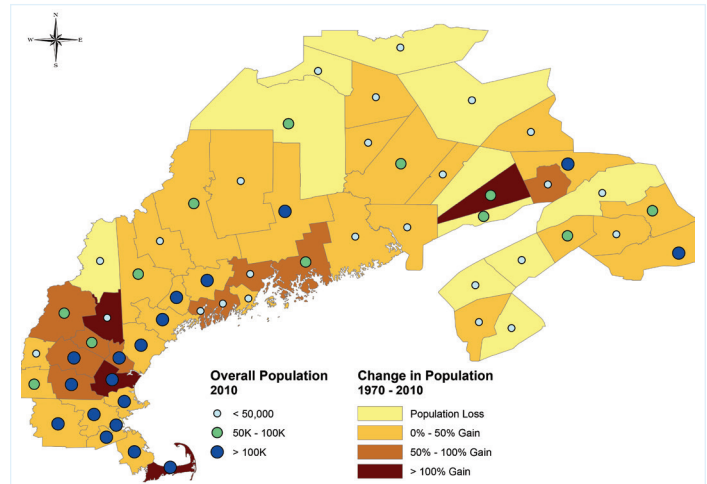 N
W E
S
Overall Population
2010
< 50,000
50K - 100K
> 100K
Change in Population
1970 - 2010
Population Loss
0% - 50% Gain
50% - 100% Gain
> 100% Gain